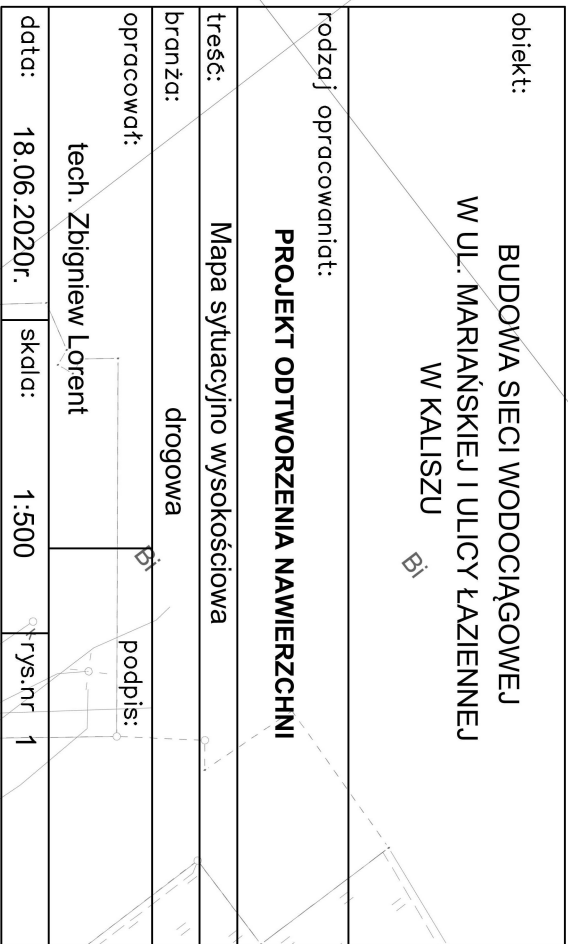 obiekt:
BUDOWA SIECI WODOCIĄGOWEJ
W UL. MARIAŃSKIEJ I ULICY ŁAZIENNEJ
W KALISZU
Bi
rodzaj opracowaniat:
PROJEKT ODTWORZENIA NAWIERZCHNI
treść: Mapa sytuacyjno wysokościowa
branża: drogowa
Bi
opracował: podpis:
tech. Zbigniew Lorent
data: 18.06.2020r. skala: 1:500 rys.nr 1